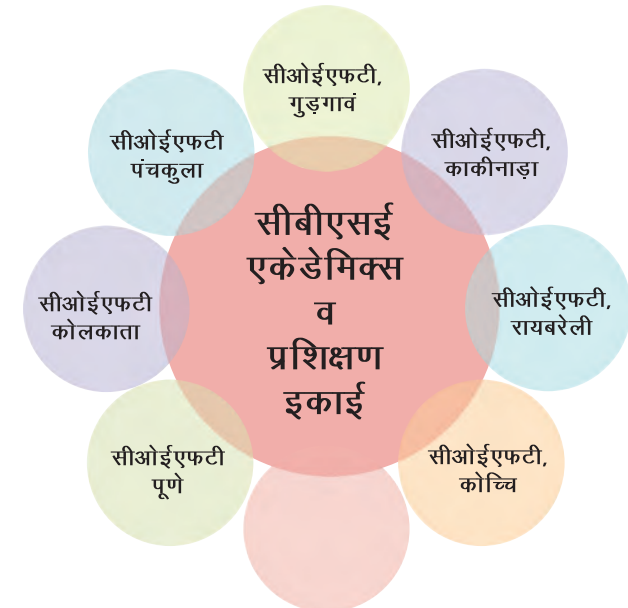 सीओईएफटी,
गुड़गावं
सीओईएफटी
पंचकुला
सीओईएफटी,
काकीनाड़ा
सीबीएसई
एकेडेमिक्स
व
प्रशिक्षण
इकाई
सीओईएफटी
कोलकाता
सीओईएफटी,
रायबरेली
सीओईएफटी
पूणे
सीओईएफटी,
कोच्चि